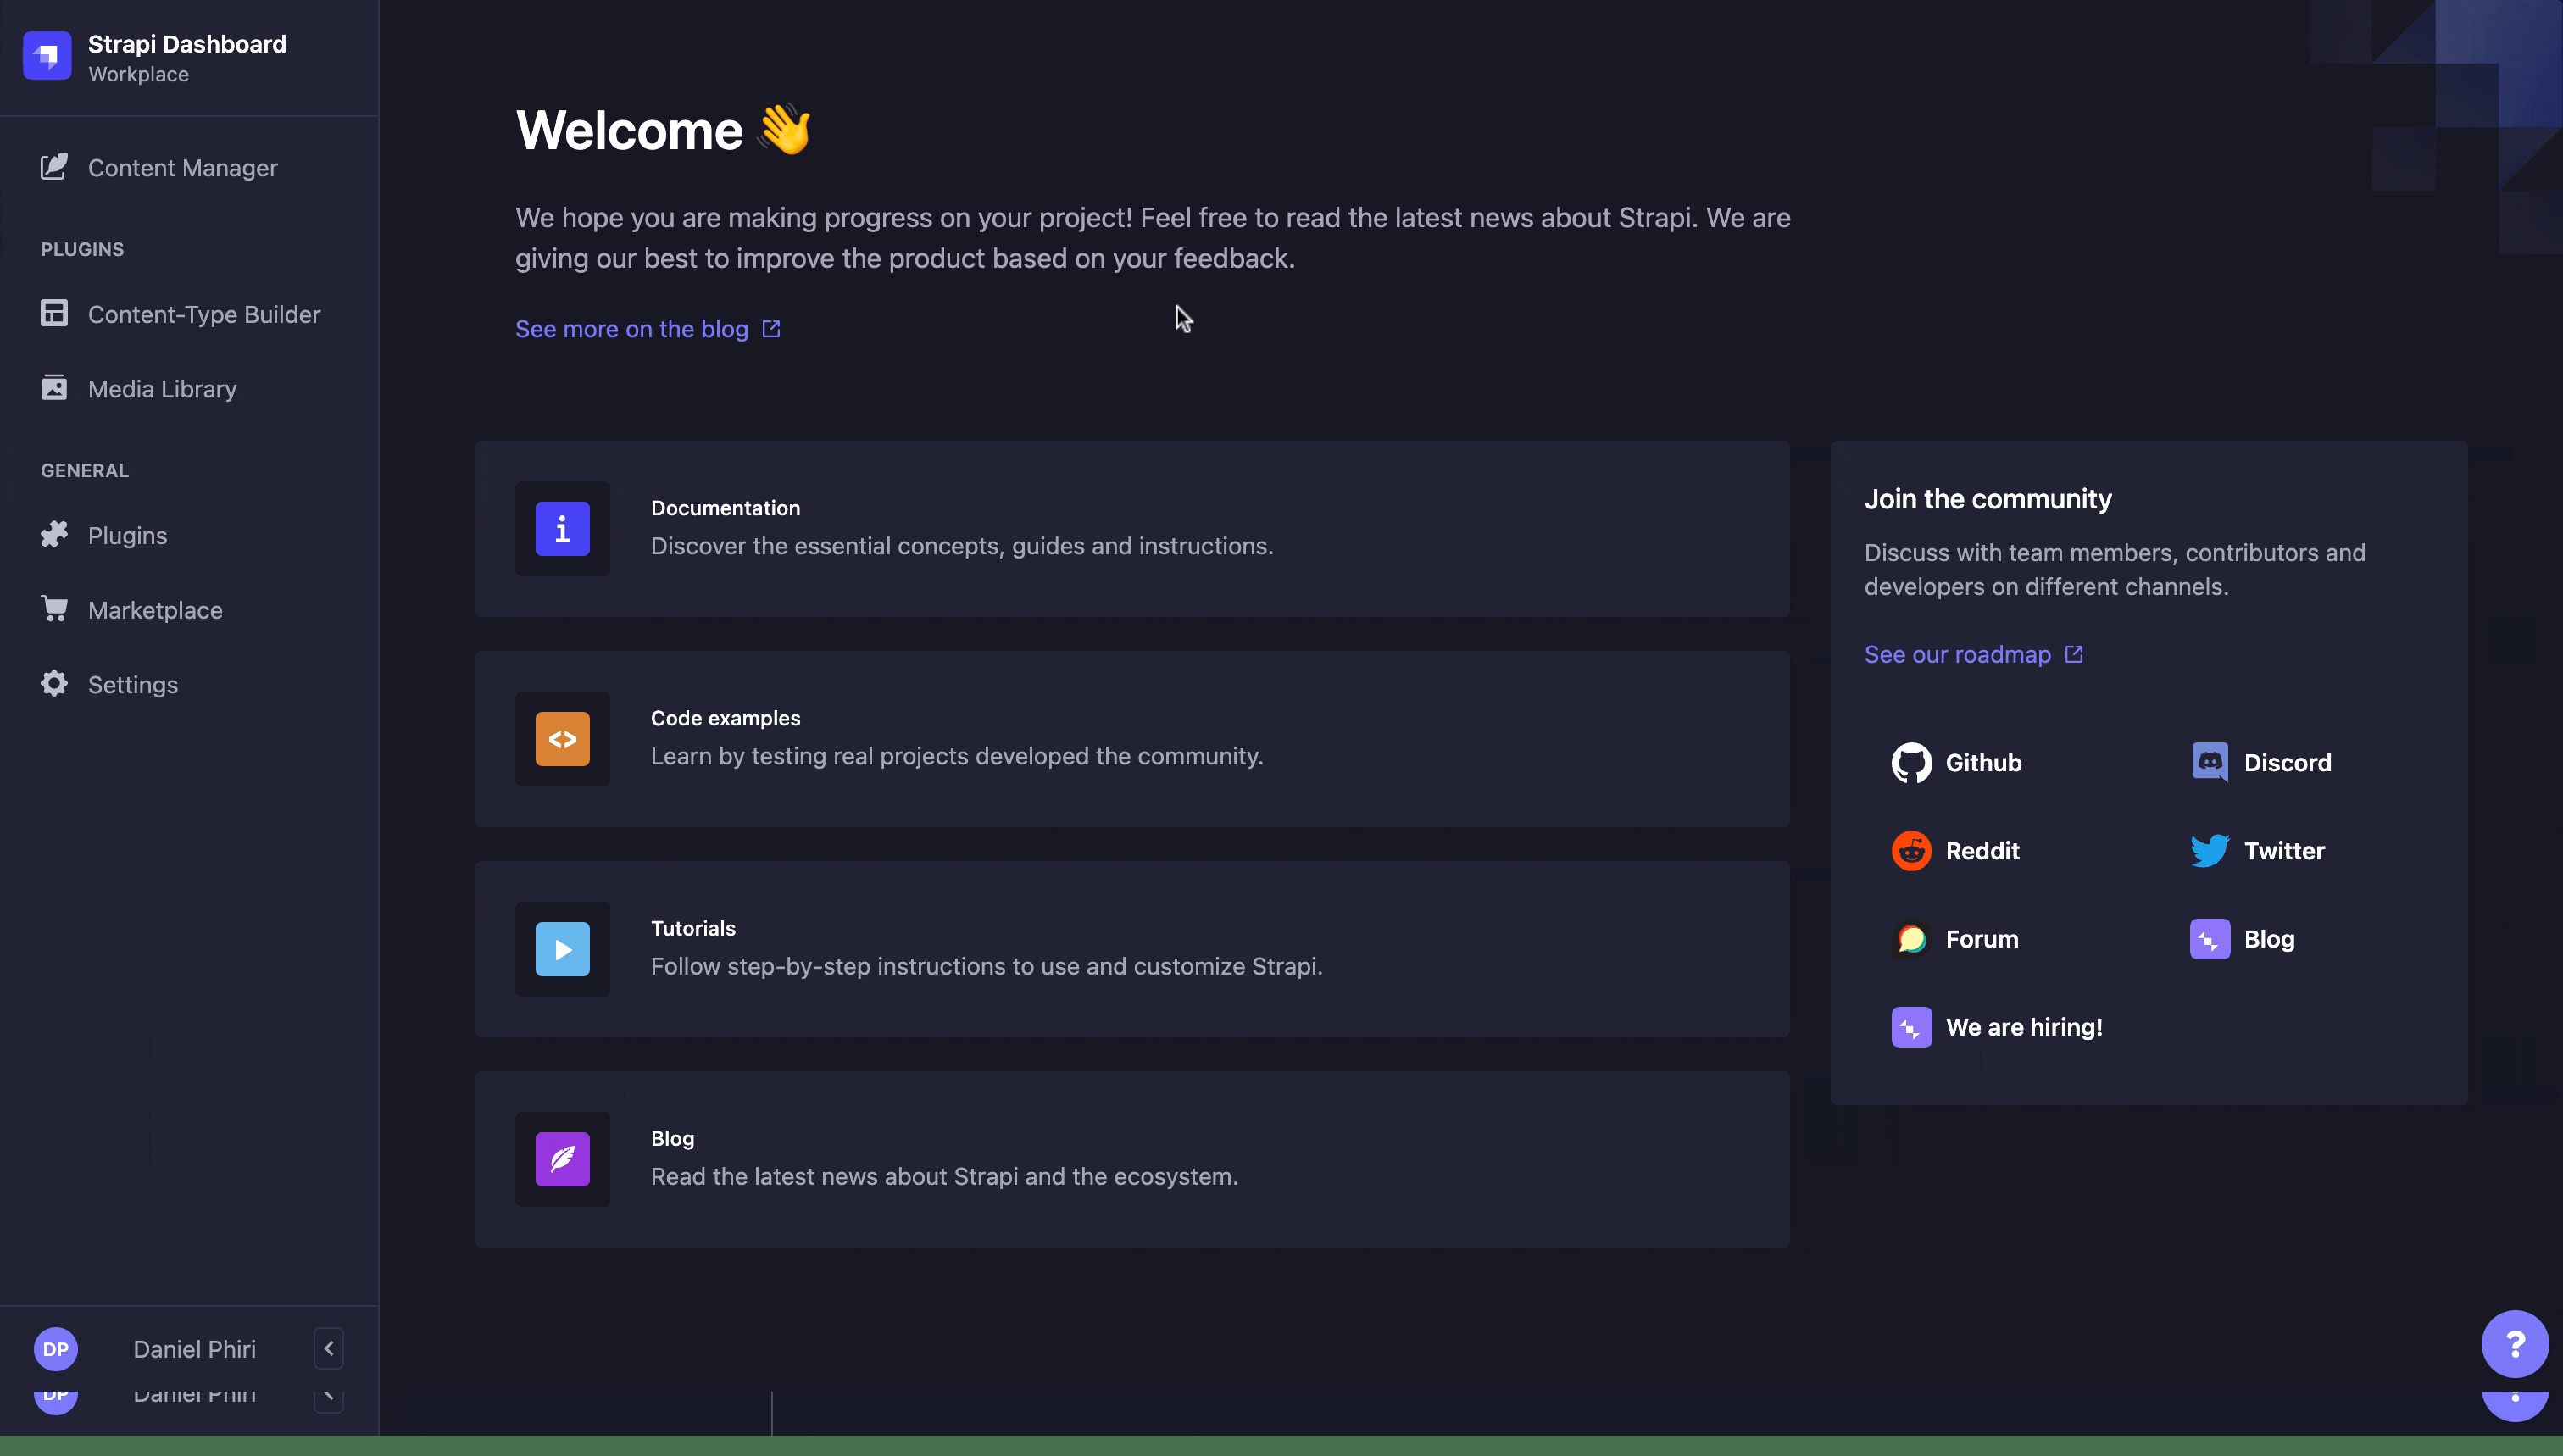 Strapi Dashboard
Workplace
Content Manager
PLUGINS
Content-Type Builder
Media Library
GENERAL
Plugins
Marketplace
Settings
DP Daniel Phiri
DP Daniel Phiri
Welcome 👋
We hope you are making progress on your project! Feel free to read the latest news about Strapi. We are
giving our best to improve the product based on your feedback.
See more on the blog
Documentation
Discover the essential concepts, guides and instructions.
Code examples
Learn by testing real projects developed the community.
Tutorials
Follow step-by-step instructions to use and customize Strapi.
Blog
Read the latest news about Strapi and the ecosystem.
Join the community
Discuss with team members, contributors and
developers on different channels.
See our roadmap
Github
Discord
Reddit
Twitter
Forum
Blog
We are hiring!
?